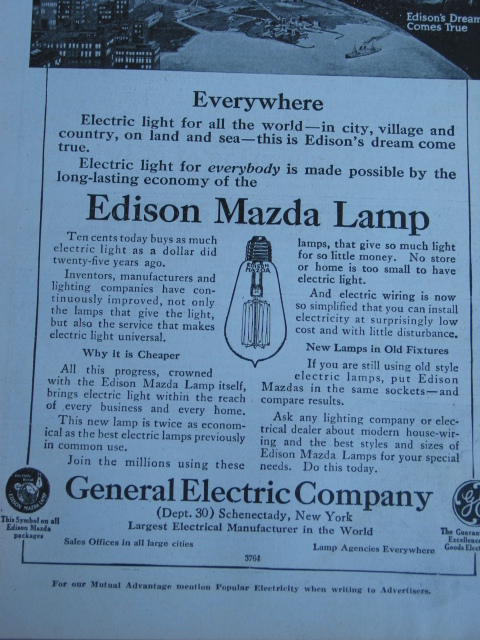 Edison's Dream
Comes True
Everywhere
Electric light for all the world—in city, village and
country, on land and sea—this is Edison's dream come
true.
Electric light for everybody is made possible by the
long-lasting economy of the
Edison Mazda Lamp
Ten cents today buys as much
electric light as a dollar did
twenty-five years ago.
Inventors, manufacturers and
lighting companies have con-
tinuously improved, not only
the lamps that give the light,
but also the service that makes
electric light universal.
Why it is Cheaper
All this progress, crowned
with the Edison Mazda Lamp itself,
brings electric light within the reach
of every business and every home.
This new lamp is twice as econom-
ical as the best electric lamps previously
in common use.
Join the millions using these
EDISON
MAZDA
lamps, that give so much light
for so little money. No store
or home is too small to have
electric light.
And electric wiring is now
so simplified that you can install
electricity at surprisingly low
cost and with little disturbance.
New Lamps in Old Fixtures
If you are still using old style
electric lamps, put Edison
Mazdas in the same sockets—and
compare results.
Ask any lighting company or elec-
trical dealer about modern house-wir-
ing and the best styles and sizes of
Edison Mazda Lamps for your special
needs. Do this today.
General Electric Company
(Dept. 30) Schenectady, New York
Largest Electrical Manufacturer in the World
Sales Offices in all large cities
Lamp Agencies Everywhere
3764
This Symbol on all
Edison Mazda
packages
GE
The Guaran
Excellence
Goods Elect
For our Mutual Advantage mention Popular Electricity when writing to Advertisers.